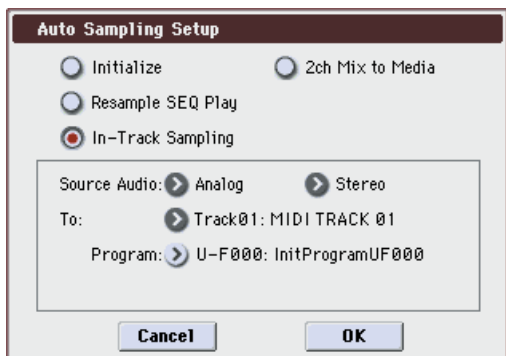 Auto Sampling Setup
Initialize 2ch Mix to Media
Resample SEQ Play
In-Track Sampling
Source Audio: Analog Stereo
To: Track01: MIDI TRACK 01
Program: U-F000: InitProgramUF000
Cancel OK